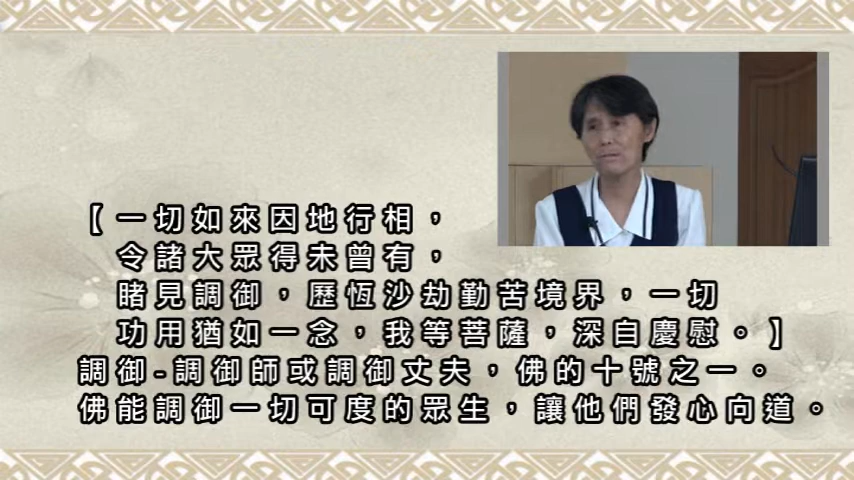 【一切如來因地行相，
令諸大眾得未曾有，
睹見調御，歷恆沙劫勤苦境界，一切
功用猶如一念，我等菩薩，深自慶慰。】
調御-調御師或調御丈夫，佛的十號之一。
佛能調御一切可度的眾生，讓他們發心向道。